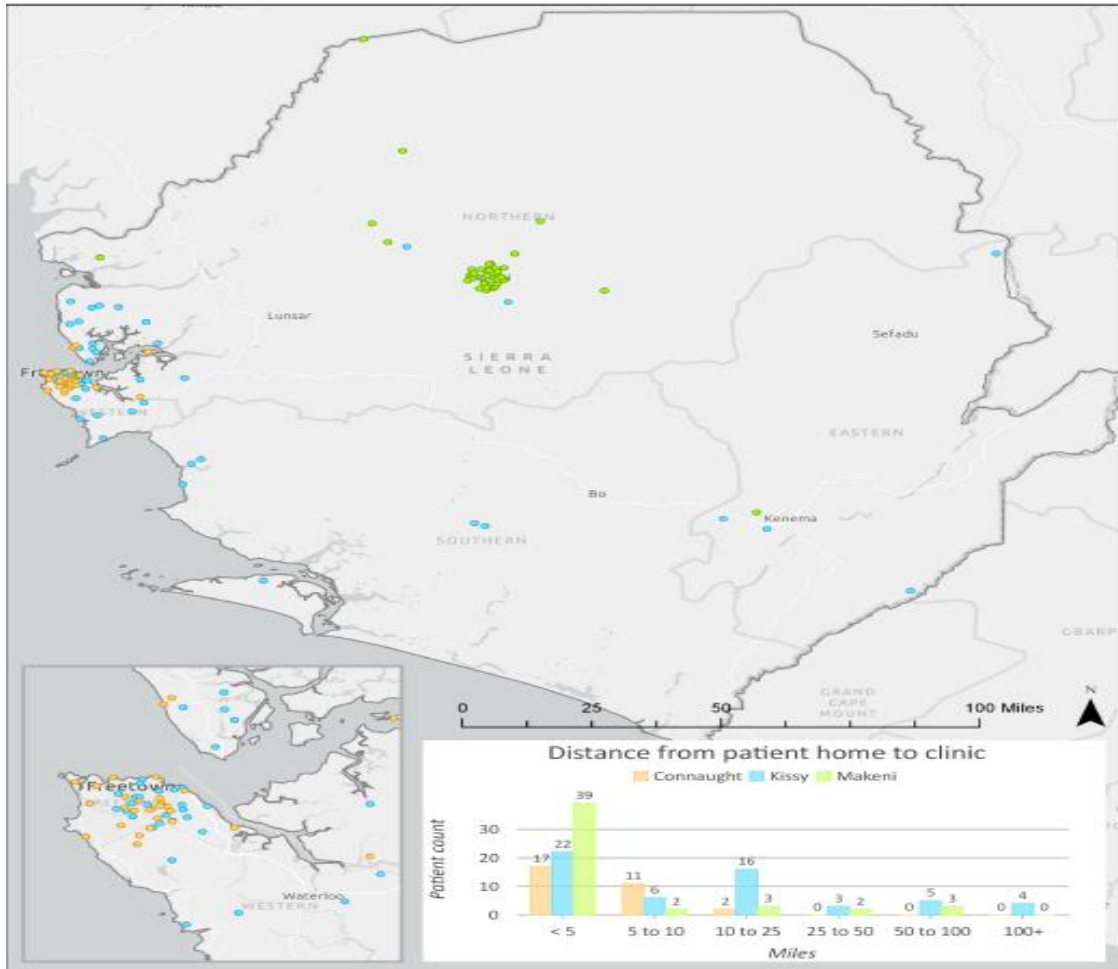 NORTHERN
Lunsar
Sefadu
SIERRA
LEONE
Freetown
WESTERN
EASTERN
Bo
Kenema
SOUTHERN
GBARP
GRAND
CAPE
MOUNT
N
0 25 50 100 Miles
Freetown
Waterloo
WESTERN
Distance from patient home to clinic
Connaught Kissy Makeni
Patient count
30
20
10
0
17 22 39
11 6 2
2 16 3
0 3 2
0 5 3
0 4 0
< 5 5 to 10 10 to 25 25 to 50 50 to 100 100+
Miles